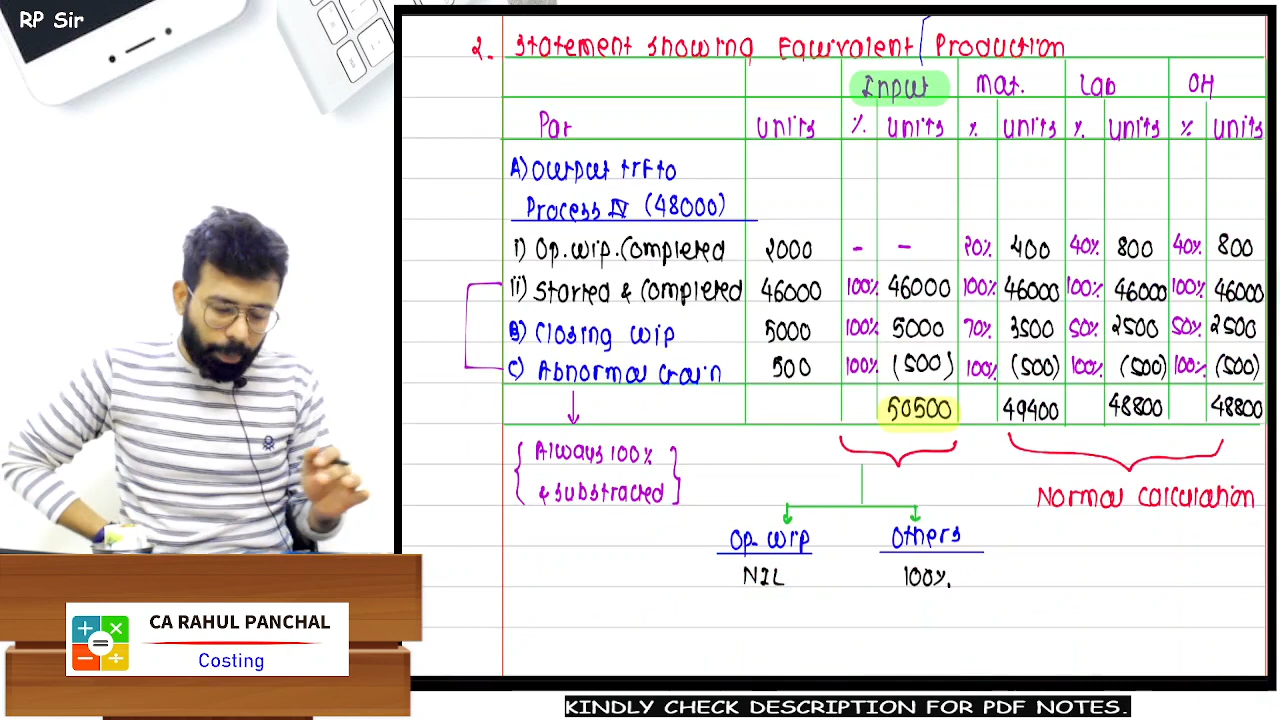 RP Sir
2. Statement Showing Equivalent Production
Input Mat. Lab OH
Par Units % Units % Units % Units % Units
A) Output trf to
Process IV (48000)
i) Op. wip. Completed 2000 - - 20% 400 40% 800 40% 800
ii) Started & Completed 46000 100% 46000 100% 46000 100% 46000 100% 46000
B) Closing wip 5000 100% 5000 70% 3500 50% 2500 50% 2500
C) Abnormal Gain 500 100% (500) 100% (500) 100% (500) 100% (500)
50500 49400 48800 48800
Always 100%
& substracted
Normal Calculation
Op. wip Others
NIL 100%.
CA RAHUL PANCHAL
Costing
KINDLY CHECK DESCRIPTION FOR PDF NOTES.